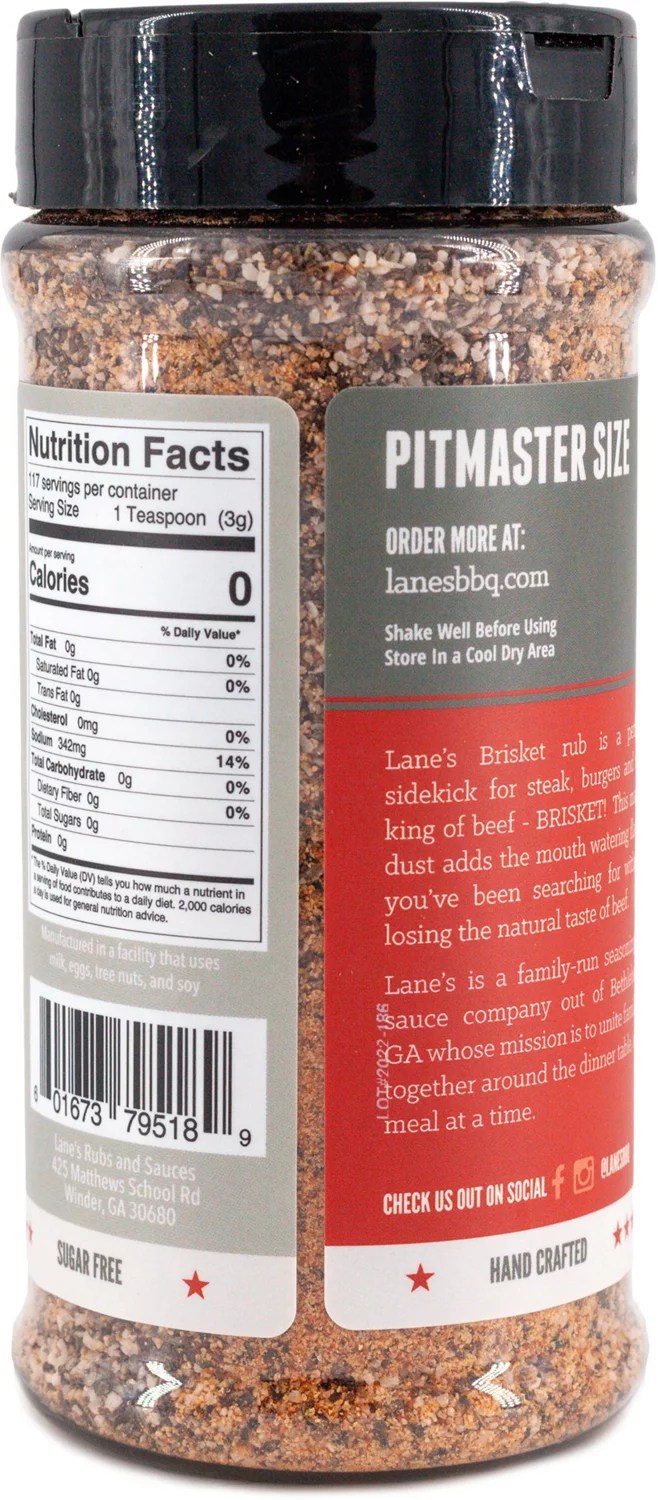 Nutrition Facts
117 servings per container
Serving Size 1 Teaspoon (3g)
Amount per serving
Calories 0
% Daily Value*
Total Fat 0g 0%
Saturated Fat 0g 0%
Trans Fat 0g
Cholesterol 0mg 0%
Sodium 342mg 14%
Total Carbohydrate 0g 0%
Dietary Fiber 0g 0%
Total Sugars 0g
Protein 0g
*The % Daily Value (DV) tells you how much a nutrient in
a serving of food contributes to a daily diet. 2,000 calories
a day is used for general nutrition advice.
Manufactured in a facility that uses
milk, eggs, tree nuts, and soy
01673 79518 9
Lane's Rubs and Sauces
425 Matthews School Rd
Winder, GA 30680
SUGAR FREE
PITMASTER SIZE
ORDER MORE AT:
lanesbbq.com
Shake Well Before Using
Store In a Cool Dry Area
Lane's Brisket rub is a
sidekick for steak, burgers and
king of beef - BRISKET! This
dust adds the mouth watering
you've been searching for
losing the natural taste of beef.
Lane's is a family-run
sauce company out of
GA whose mission is to unite
together around the dinner
meal at a time.
LOT#2022-186
CHECK US OUT ON SOCIAL
HAND CRAFTED